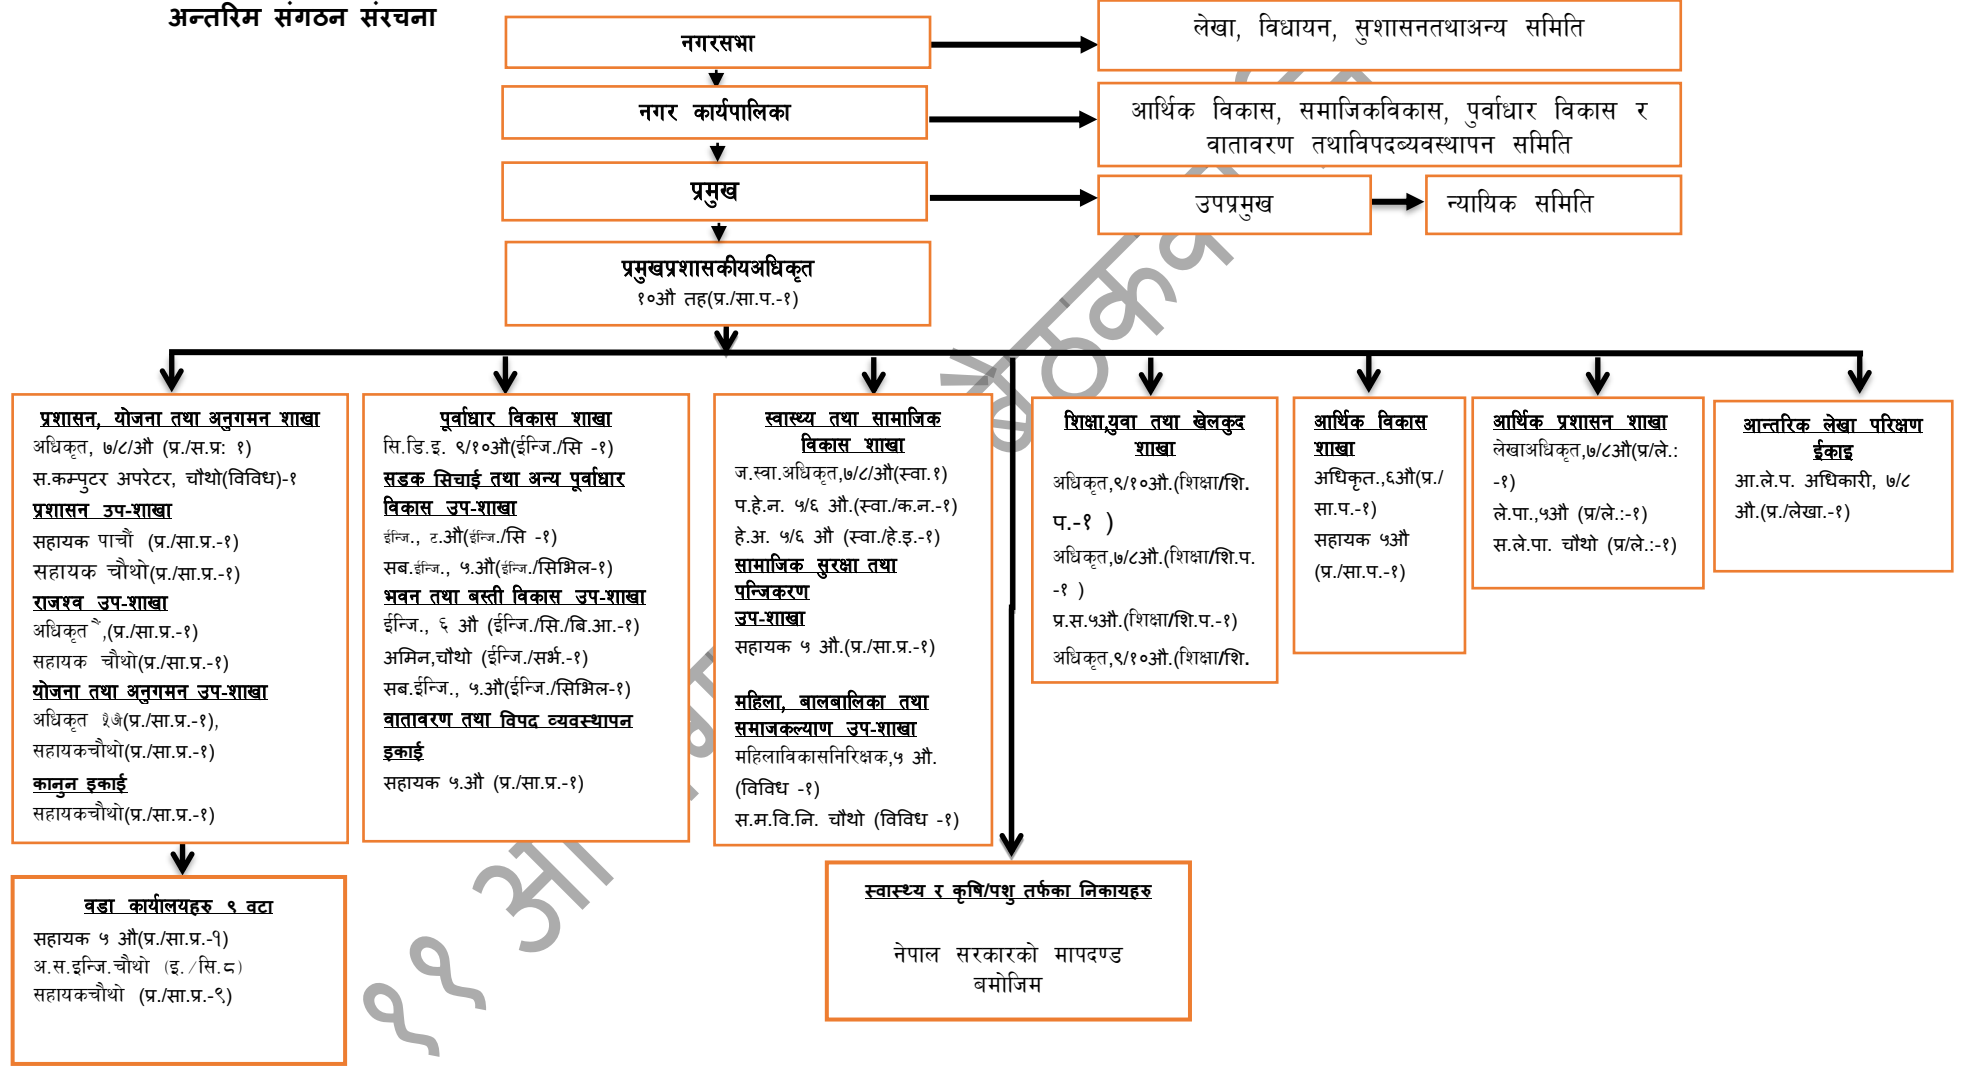 अन्तरिम संगठन संरचना
नगरसभा
लेखा, विधायन, सुशासनतथाअन्य समिति
नगर कार्यपालिका
आर्थिक विकास, समाजिकविकास, पुर्वाधार विकास र
वातावरण तथाविपदब्यवस्थापन समिति
प्रमुख
उपप्रमुख
न्यायिक समिति
प्रमुखप्रशासकीयअधिकृत
१०औ तह(प्र./सा.प.-१)
प्रशासन, योजना तथा अनुगमन शाखा
अधिकृत, ७/८/औ (प्र./स.प्र: १)
स.कम्पुटर अपरेटर, चौथो(विविध)-१
प्रशासन उप-शाखा
सहायक पाचौं (प्र./सा.प्र.-१)
सहायक चौथो(प्र./सा.प्र.-१)
राजश्व उप-शाखा
अधिकृत ,(प्र./सा.प्र.-१)
सहायक चौथो(प्र./सा.प्र.-१)
योजना तथा अनुगमन उप-शाखा
अधिकृत (प्र./सा.प्र.-१),
सहायकचौथो(प्र./सा.प्र.-१)
कानुन इकाई
सहायकचौथो(प्र./सा.प्र.-१)
पूर्वाधार विकास शाखा
सि.डि.इ. ९/१०औ(ईन्जि./सि -१)
सडक सिचाई तथा अन्य पूर्वाधार
विकास उप-शाखा
ईन्जि., ट.औ(ईन्जि./सि -१)
सब.ईन्जि., ५.औ(ईन्जि./सिभिल-१)
भवन तथा बस्ती विकास उप-शाखा
ईन्जि., ६ औ (ईन्जि./सि./बि.आ.-१)
अमिन,चौथो (ईन्जि./सर्भ.-१)
सब.ईन्जि., ५.औ(ईन्जि./सिभिल-१)
वातावरण तथा विपद व्यवस्थापन
इकाई
सहायक ५.औ (प्र./सा.प्र.-१)
स्वास्थ्य तथा सामाजिक
विकास शाखा
ज.स्वा.अधिकृत,७/८/औ(स्वा.१)
प.हे.न. ५/६ औ.(स्वा./क.न.-१)
हे.अ. ५/६ औ (स्वा./हे.इ.-१)
सामाजिक सुरक्षा तथा
पन्जिकरण
उप-शाखा
सहायक ५ औ.(प्र./सा.प्र.-१)
महिला, बालबालिका तथा
समाजकल्याण उप-शाखा
महिलाविकासनिरिक्षक,५ औ.
(विविध -१)
स.म.वि.नि. चौथो (विविध -१)
शिक्षा,युवा तथा खेलकुद
शाखा
अधिकृत,९/१०औ.(शिक्षा/शि.
प.-१ )
अधिकृत,७/८औ.(शिक्षा/शि.प.
-१ )
प्र.स.५औ.(शिक्षा/शि.प.-१)
अधिकृत,९/१०औ.(शिक्षा/शि.
आर्थिक विकास
शाखा
अधिकृत.,६औ(प्र./
सा.प.-१)
सहायक ५औ
(प्र./सा.प.-१)
आर्थिक प्रशासन शाखा
लेखाअधिकृत,७/८औ(प्र/ले.:
-१)
ले.पा.,५औ (प्र/ले.:-१)
स.ले.पा. चौथो (प्र/ले.:-१)
आन्तरिक लेखा परिक्षण
ईकाइ
आ.ले.प. अधिकारी, ७/८
औ.(प्र./लेखा.-१)
वडा कार्यालयहरु ९ वटा
सहायक ५ औ(प्र./सा.प्र.-१)
अ.स.इन्जि.चौथो (इ./सि.८)
सहायकचौथो (प्र./सा.प्र.-९)
स्वास्थ्य र कृषि/पशु तर्फका निकायहरु
नेपाल सरकारको मापदण्ड
बमोजिम